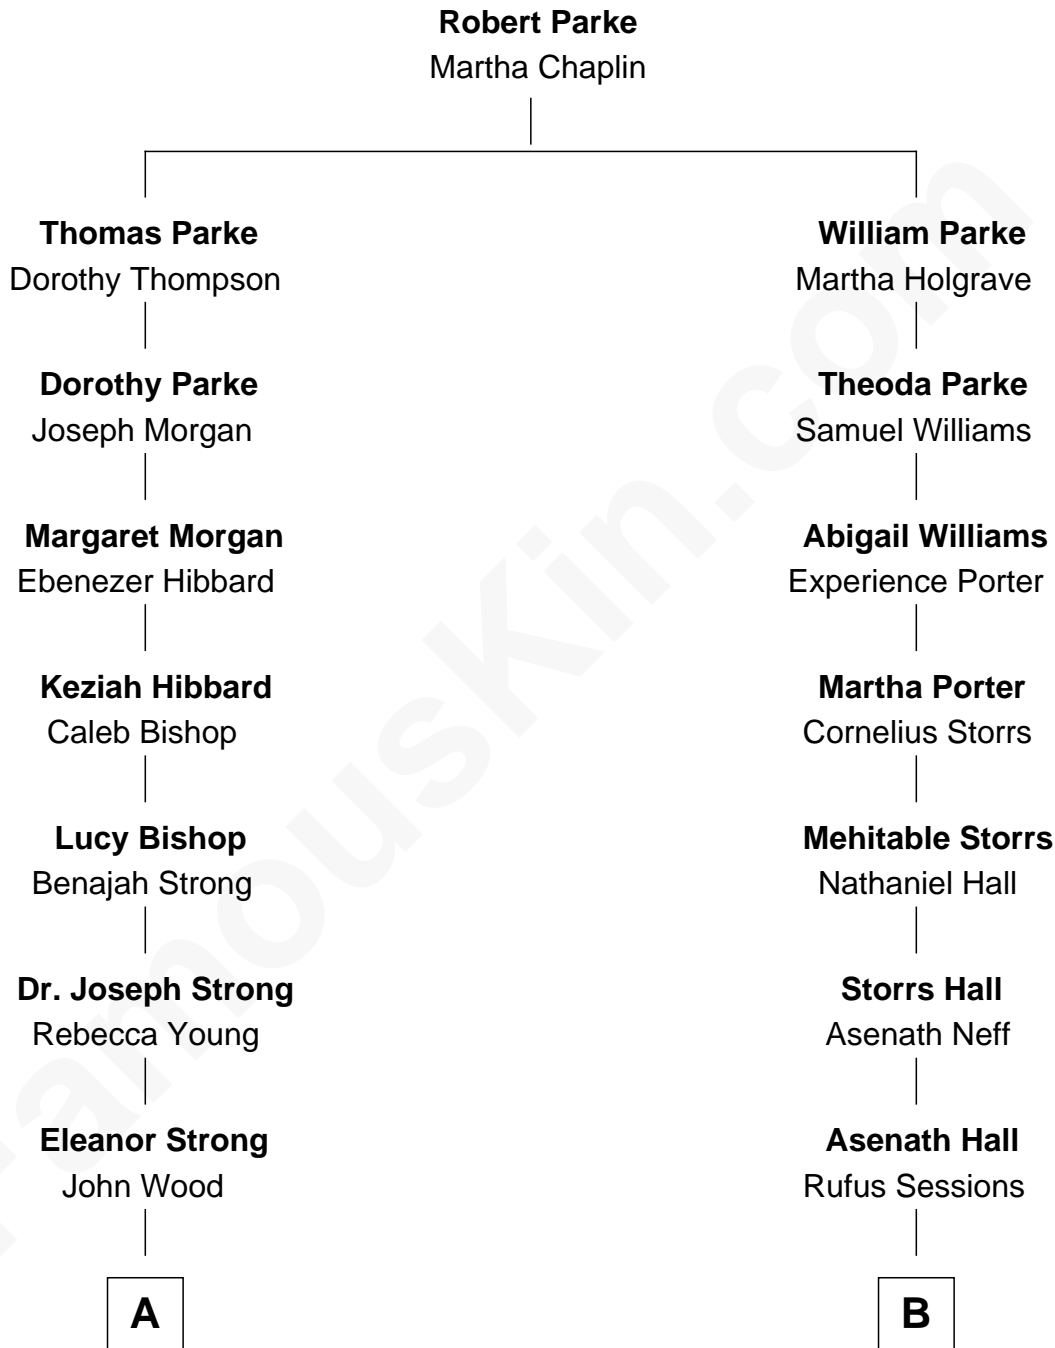 Robert Parke
Martha Chaplin
Thomas Parke
Dorothy Thompson
William Parke
Martha Holgrave
Dorothy Parke
Joseph Morgan
Theoda Parke
Samuel Williams
Margaret Morgan
Ebenezer Hibbard
Abigail Williams
Experience Porter
Keziah Hibbard
Caleb Bishop
Martha Porter
Cornelius Storrs
Lucy Bishop
Benajah Strong
Mehitable Storrs
Nathaniel Hall
Dr. Joseph Strong
Rebecca Young
Storrs Hall
Asenath Neff
Eleanor Strong
John Wood
Asenath Hall
Rufus Sessions
A
B
FamousKin.com